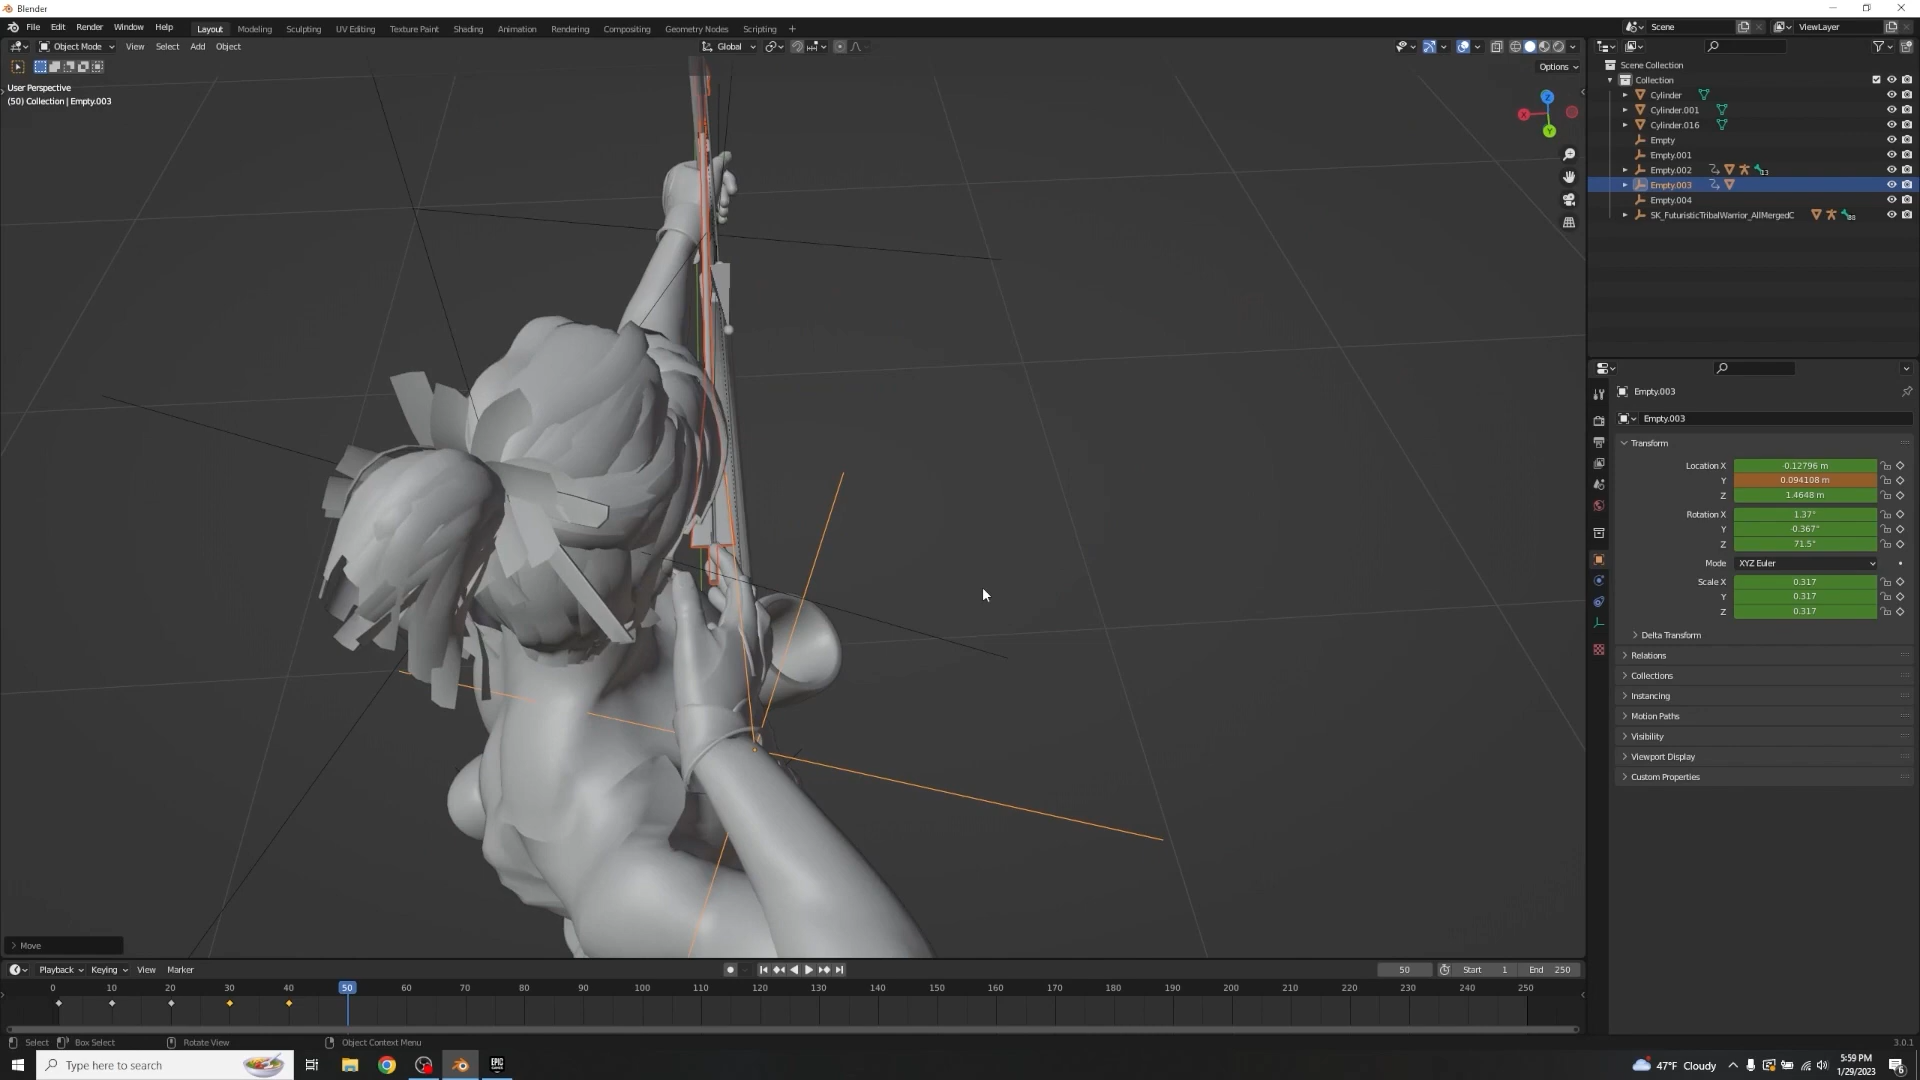 Blender
File Edit Render Window Help Layout Modeling Sculpting UV Editing Texture Paint Shading Animation Rendering Compositing Geometry Nodes Scripting + Scene ViewLayer
Object Mode View Select Add Object Global
Options
User Perspective
(50) Collection | Empty.003
X Y Z
Scene Collection
Collection
Cylinder
Cylinder.001
Cylinder.016
Empty
Empty.001
Empty.002 13
Empty.003
Empty.004
SK_FuturisticTribalWarrior_AllMergedC 80
Empty.003
Empty.003
Transform
Location X -0.12796 m
Y 0.094108 m
Z 1.4648 m
Rotation X 1.37°
Y -0.367°
Z 71.5°
Mode XYZ Euler
Scale X 0.317
Y 0.317
Z 0.317
Delta Transform
Relations
Collections
Instancing
Motion Paths
Visibility
Viewport Display
Custom Properties
Move
Playback Keying View Marker 50 Start 1 End 250
0 10 20 30 40 50 60 70 80 90 100 110 120 130 140 150 160 170 180 190 200 210 220 230 240 250
Select Box Select Rotate View Object Context Menu 3.0.1
Type here to search EPIC GAMES 47°F Cloudy 5:59 PM
1/29/2023 6